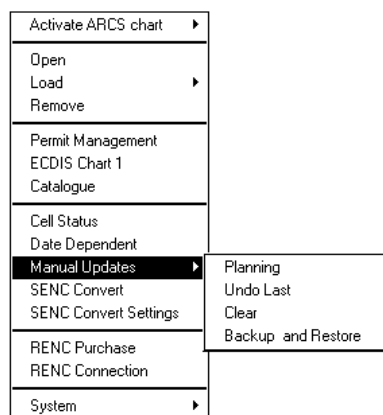 Activate ARCS chart
Open
Load
Remove
Permit Management
ECDIS Chart 1
Catalogue
Cell Status
Date Dependent
Manual Updates
SENC Convert
SENC Convert Settings
RENC Purchase
RENC Connection
System
Planning
Undo Last
Clear
Backup and Restore